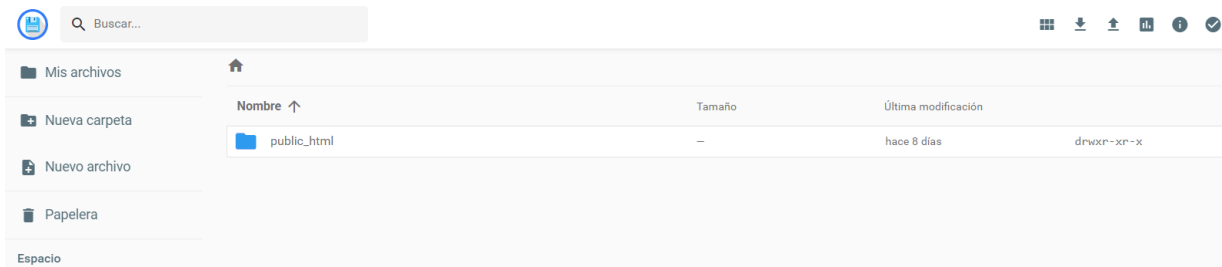 Buscar...
Mis archivos
Nueva carpeta
Nuevo archivo
Papelera
Espacio
Nombre Tamaño Última modificación
public_html — hace 8 días drwxr-xr-x